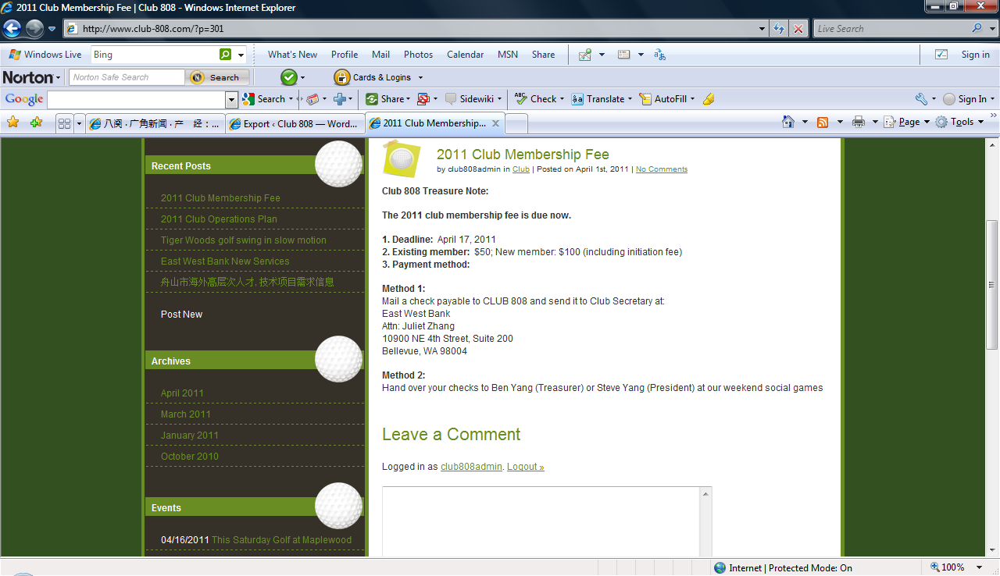 2011 Club Membership Fee | Club 808 - Windows Internet Explorer
http://www.club-808.com/?p=301
Live Search
Windows Live
Bing
What's New
Profile
Mail
Photos
Calendar
MSN
Share
Sign in
Norton
Norton Safe Search
Search
Cards & Logins
Google
Search
Share
Sidewiki
Check
Translate
AutoFill
Sign In
八闽 · 广角新闻 · 产　经：...
Export ‹ Club 808 — Word...
2011 Club Membership...
Page
Tools
Recent Posts
2011 Club Membership Fee
2011 Club Operations Plan
Tiger Woods golf swing in slow motion
East West Bank New Services
舟山市海外高层次人才, 技术项目需求信息
Post New
Archives
April 2011
March 2011
January 2011
October 2010
Events
04/16/2011 This Saturday Golf at Maplewood
2011 Club Membership Fee
by club808admin in Club | Posted on April 1st, 2011 | No Comments
Club 808 Treasure Note:
The 2011 club membership fee is due now.
1. Deadline: April 17, 2011
2. Existing member: $50; New member: $100 (including initiation fee)
3. Payment method:
Method 1:
Mail a check payable to CLUB 808 and send it to Club Secretary at:
East West Bank
Attn: Juliet Zhang
10900 NE 4th Street, Suite 200
Bellevue, WA 98004
Method 2:
Hand over your checks to Ben Yang (Treasurer) or Steve Yang (President) at our weekend social games
Leave a Comment
Logged in as club808admin. Logout »
Internet | Protected Mode: On
100%